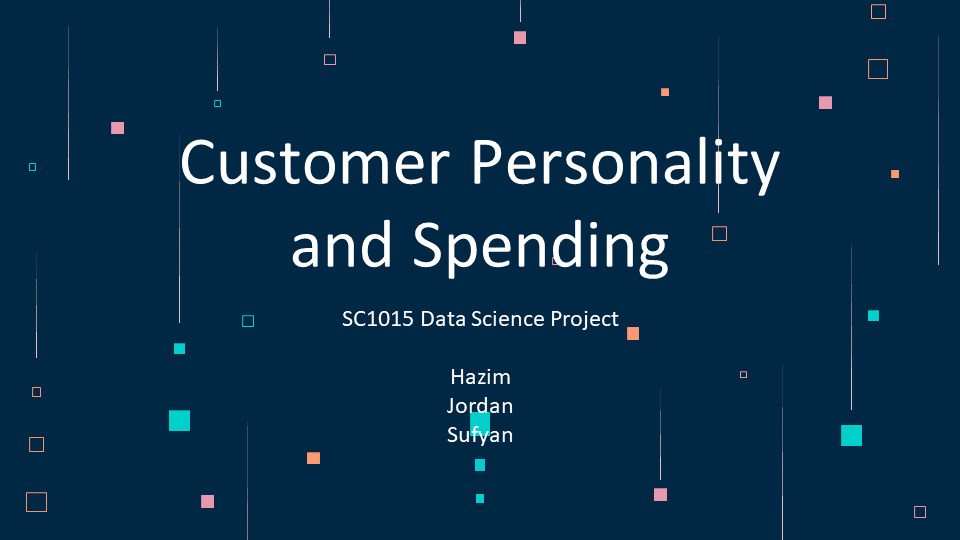 Customer Personality
and Spending
SC1015 Data Science Project
Hazim
Jordan
Sufyan